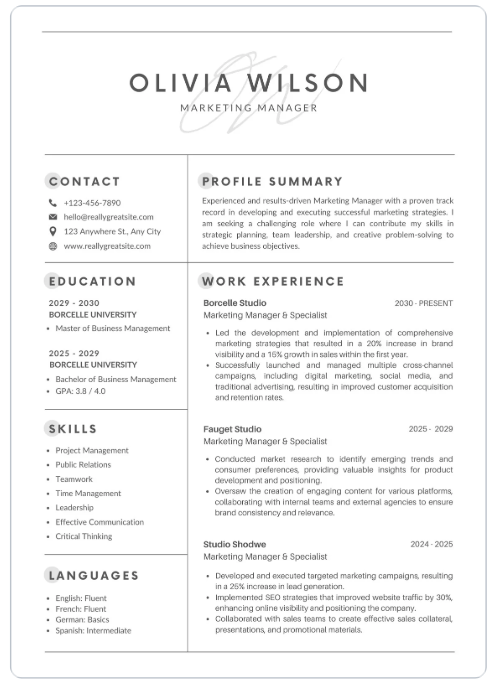 OLIVIA WILSON
MARKETING MANAGER
CONTACT
+123-456-7890
hello@reallygreatsite.com
123 Anywhere St., Any City
www.reallygreatsite.com
EDUCATION
2029 - 2030
BORCELLE UNIVERSITY
• Master of Business Management
2025 - 2029
BORCELLE UNIVERSITY
• Bachelor of Business Management
• GPA: 3.8 / 4.0
SKILLS
• Project Management
• Public Relations
• Teamwork
• Time Management
• Leadership
• Effective Communication
• Critical Thinking
LANGUAGES
• English: Fluent
• French: Fluent
• German: Basics
• Spanish: Intermediate
PROFILE SUMMARY
Experienced and results-driven Marketing Manager with a proven track
record in developing and executing successful marketing strategies. I
am seeking a challenging role where I can contribute my skills in
strategic planning, team leadership, and creative problem-solving to
achieve business objectives.
WORK EXPERIENCE
Borcelle Studio 2030 - PRESENT
Marketing Manager & Specialist
• Led the development and implementation of comprehensive
marketing strategies that resulted in a 20% increase in brand
visibility and a 15% growth in sales within the first year.
• Successfully launched and managed multiple cross-channel
campaigns, including digital marketing, social media, and
traditional advertising, resulting in improved customer acquisition
and retention rates.
Fauget Studio 2025 - 2029
Marketing Manager & Specialist
• Conducted market research to identify emerging trends and
consumer preferences, providing valuable insights for product
development and positioning.
• Oversaw the creation of engaging content for various platforms,
collaborating with internal teams and external agencies to ensure
brand consistency and relevance.
Studio Shodwe 2024 - 2025
Marketing Manager & Specialist
• Developed and executed targeted marketing campaigns, resulting
in a 25% increase in lead generation.
• Implemented SEO strategies that improved website traffic by 30%,
enhancing online visibility and positioning the company.
• Collaborated with sales teams to create effective sales collateral,
presentations, and promotional materials.